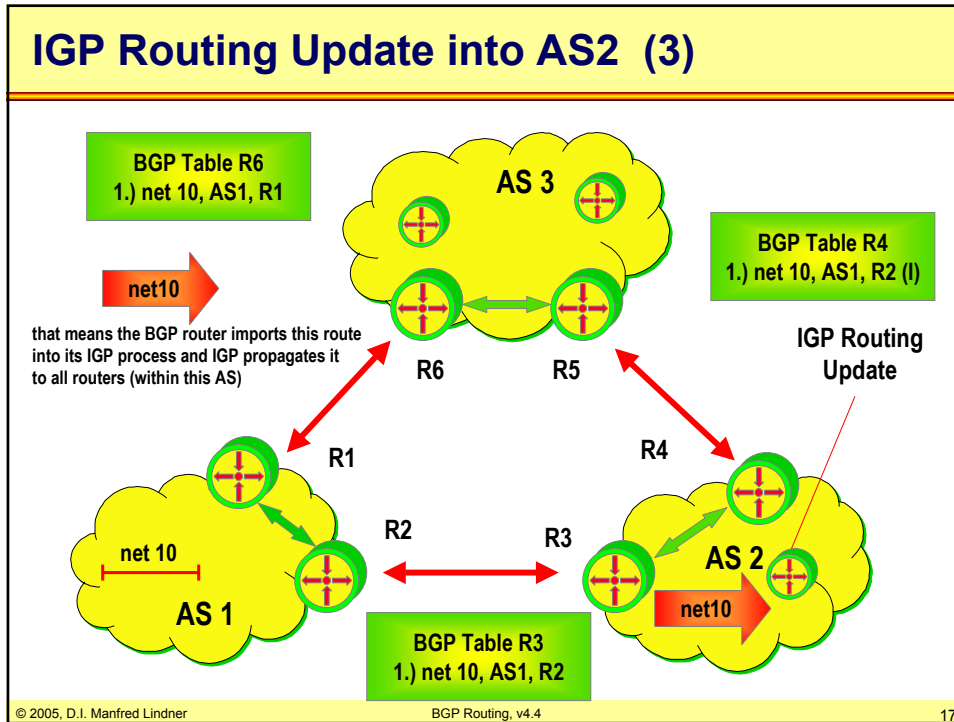 IGP Routing Update into AS2 (3)
BGP Table R6
1.) net 10, AS1, R1
AS 3
BGP Table R4
1.) net 10, AS1, R2 (I)
net10
that means the BGP router imports this route
into its IGP process and IGP propagates it
to all routers (within this AS)
IGP Routing
Update
R6
R5
R1
R4
R2
R3
net 10
AS 1
AS 2
net10
BGP Table R3
1.) net 10, AS1, R2
© 2005, D.I. Manfred Lindner
BGP Routing, v4.4
17